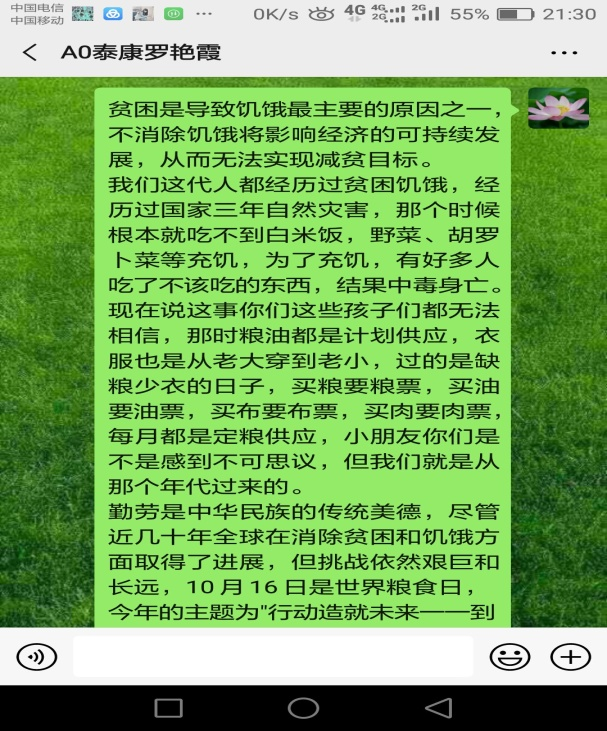 中国电信
中国移动
0K/s 4G 4G 2G 2G 55% 21:30
A0泰康罗艳霞
贫困是导致饥饿最主要的原因之一,
不消除饥饿将影响经济的可持续发
展，从而无法实现减贫目标。
我们这代人都经历过贫困饥饿，经
历过国家三年自然灾害，那个时候
根本就吃不到白米饭，野菜、胡罗
卜菜等充饥，为了充饥，有好多人
吃了不该吃的东西，结果中毒身亡。
现在说这事你们这些孩子们都无法
相信，那时粮油都是计划供应，衣
服也是从老大穿到老小，过的是缺
粮少衣的日子，买粮要粮票，买油
要油票，买布要布票，买肉要肉票，
每月都是定粮供应，小朋友你们是
不是感到不可思议，但我们就是从
那个年代过来的。
勤劳是中华民族的传统美德，尽管
近几十年全球在消除贫困和饥饿方
面取得了进展，但挑战依然艰巨和
长远，10月16日是世界粮食日，
今年的主题为"行动造就未来——到